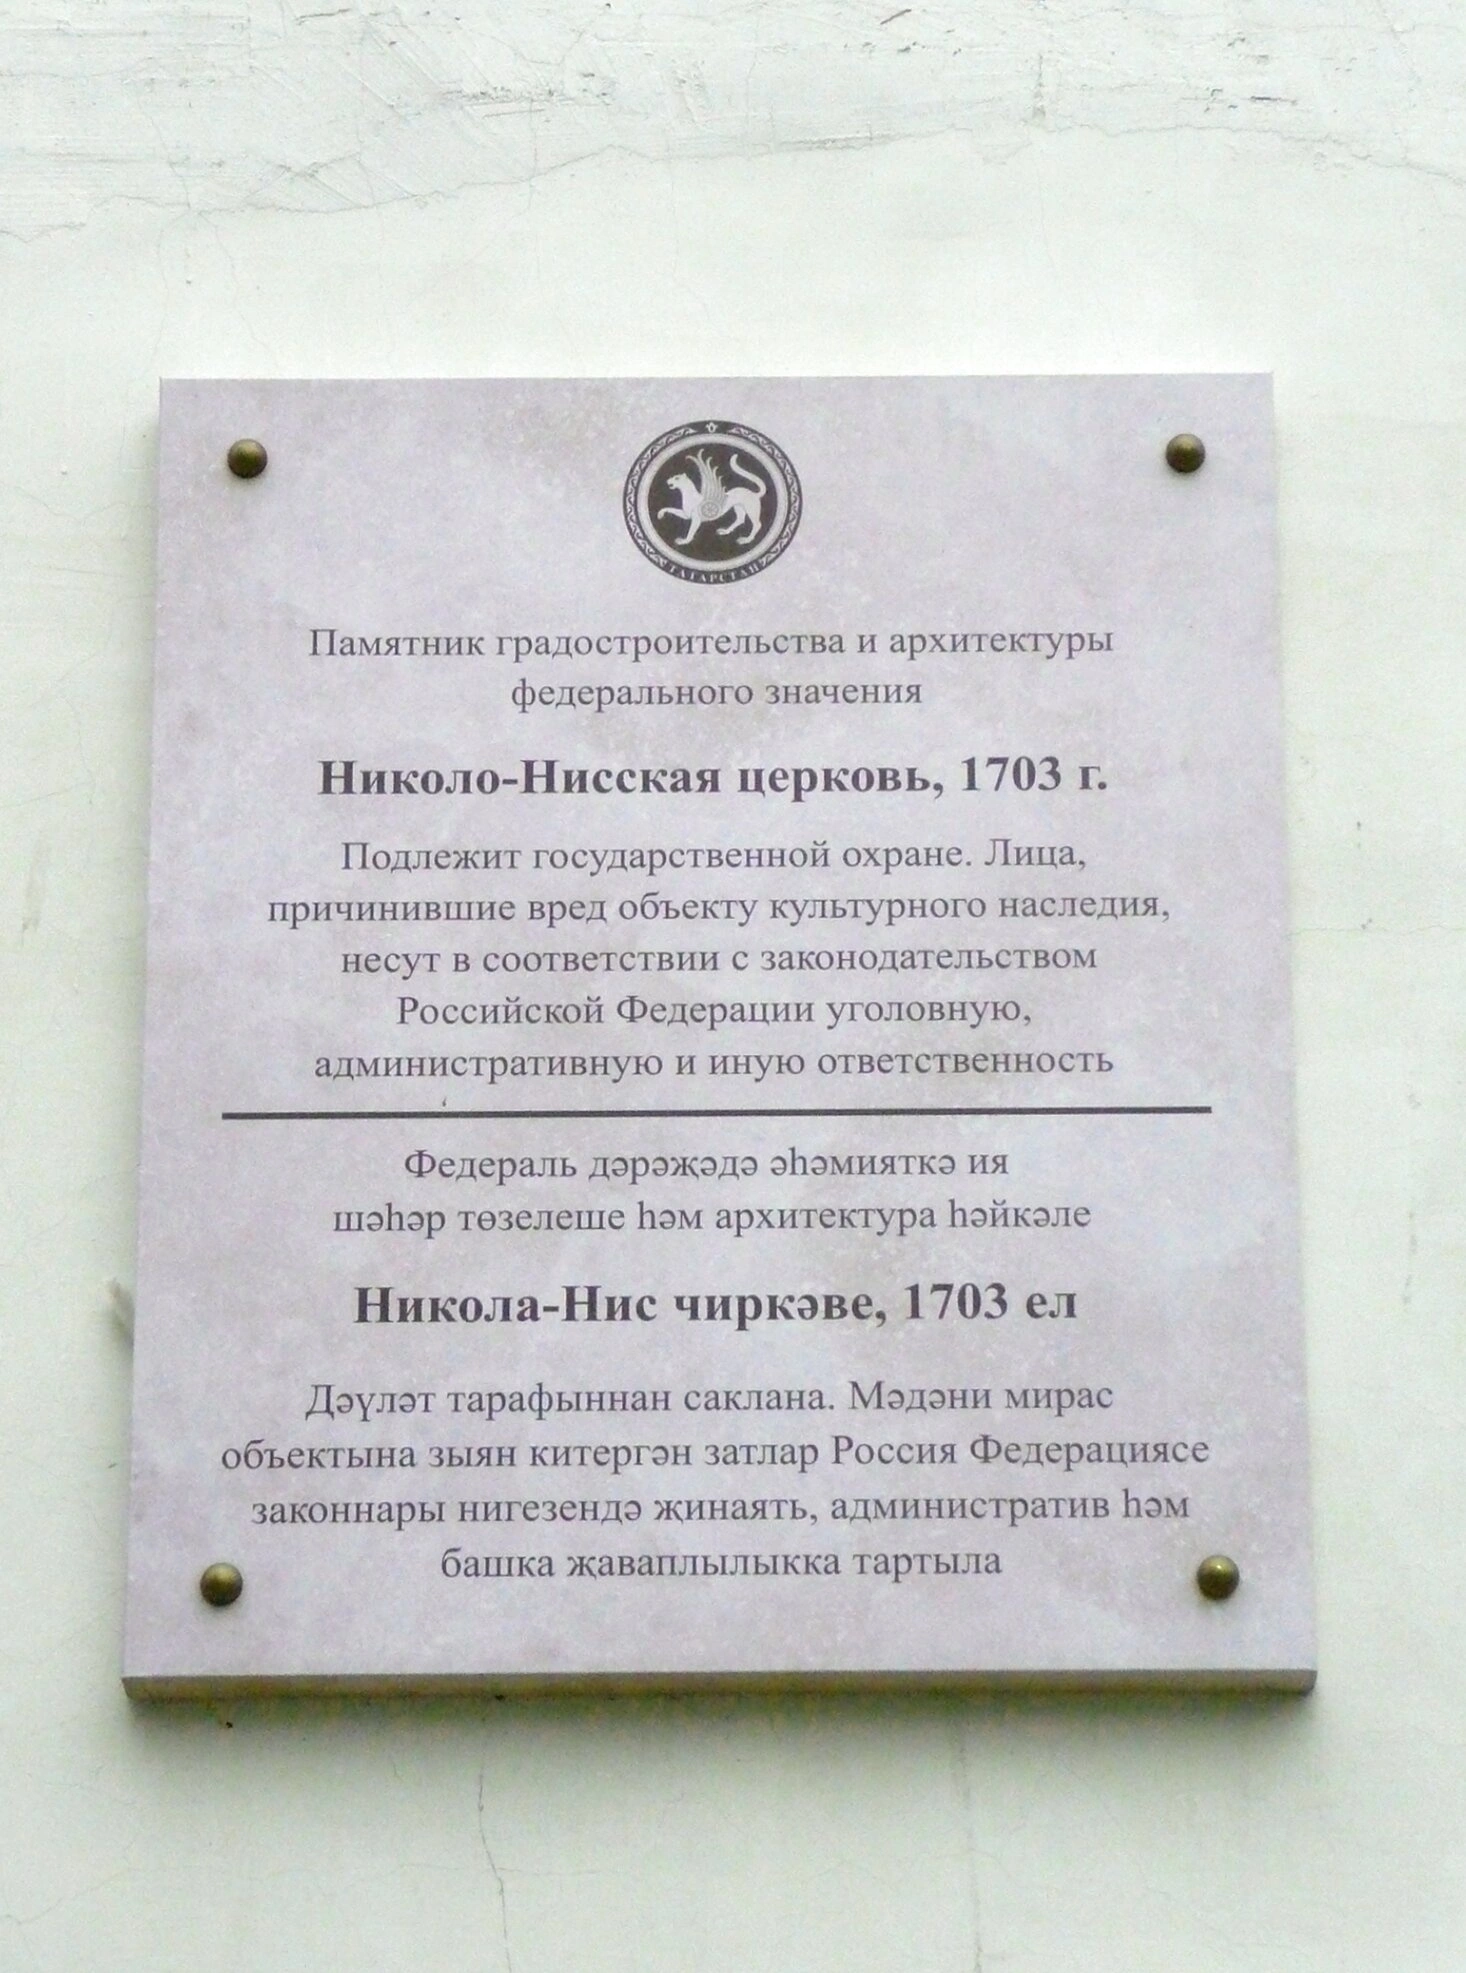 ТАТАРСТАН
Памятник градостроительства и архитектуры
федерального значения
Николо-Нисская церковь, 1703 г.
Подлежит государственной охране. Лица,
причинившие вред объекту культурного наследия,
несут в соответствии с законодательством
Российской Федерации уголовную,
административную и иную ответственность
Федераль дәрәҗәдә әһәмияткә ия
шәһәр төзелеше һәм архитектура һәйкәле
Никола-Нис чиркәве, 1703 ел
Дәүләт тарафыннан саклана. Мәдәни мирас
объектына зыян китергән затлар Россия Федерациясе
законнары нигезендә җинаять, административ һәм
башка җаваплылыкка тартыла